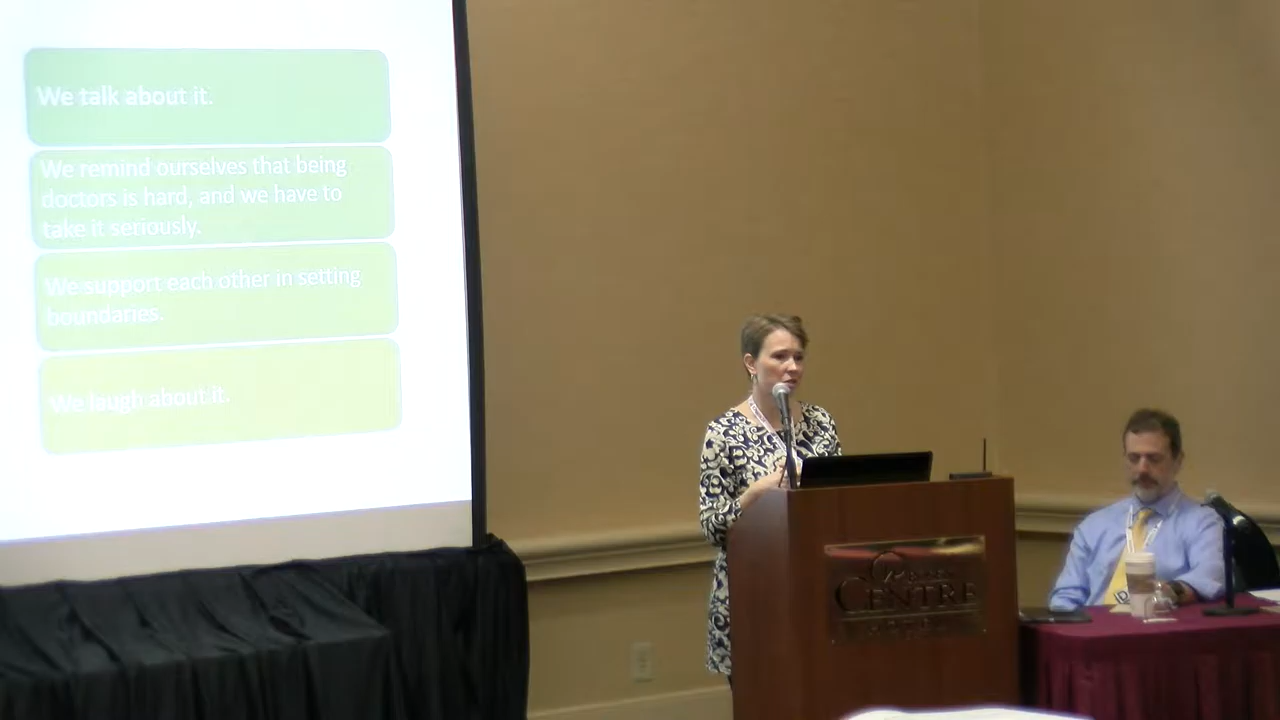 We talk about it.
We remind ourselves that being
doctors is hard, and we have to
take it seriously.
We support each other in setting
boundaries.
We laugh about it.
CENTRE